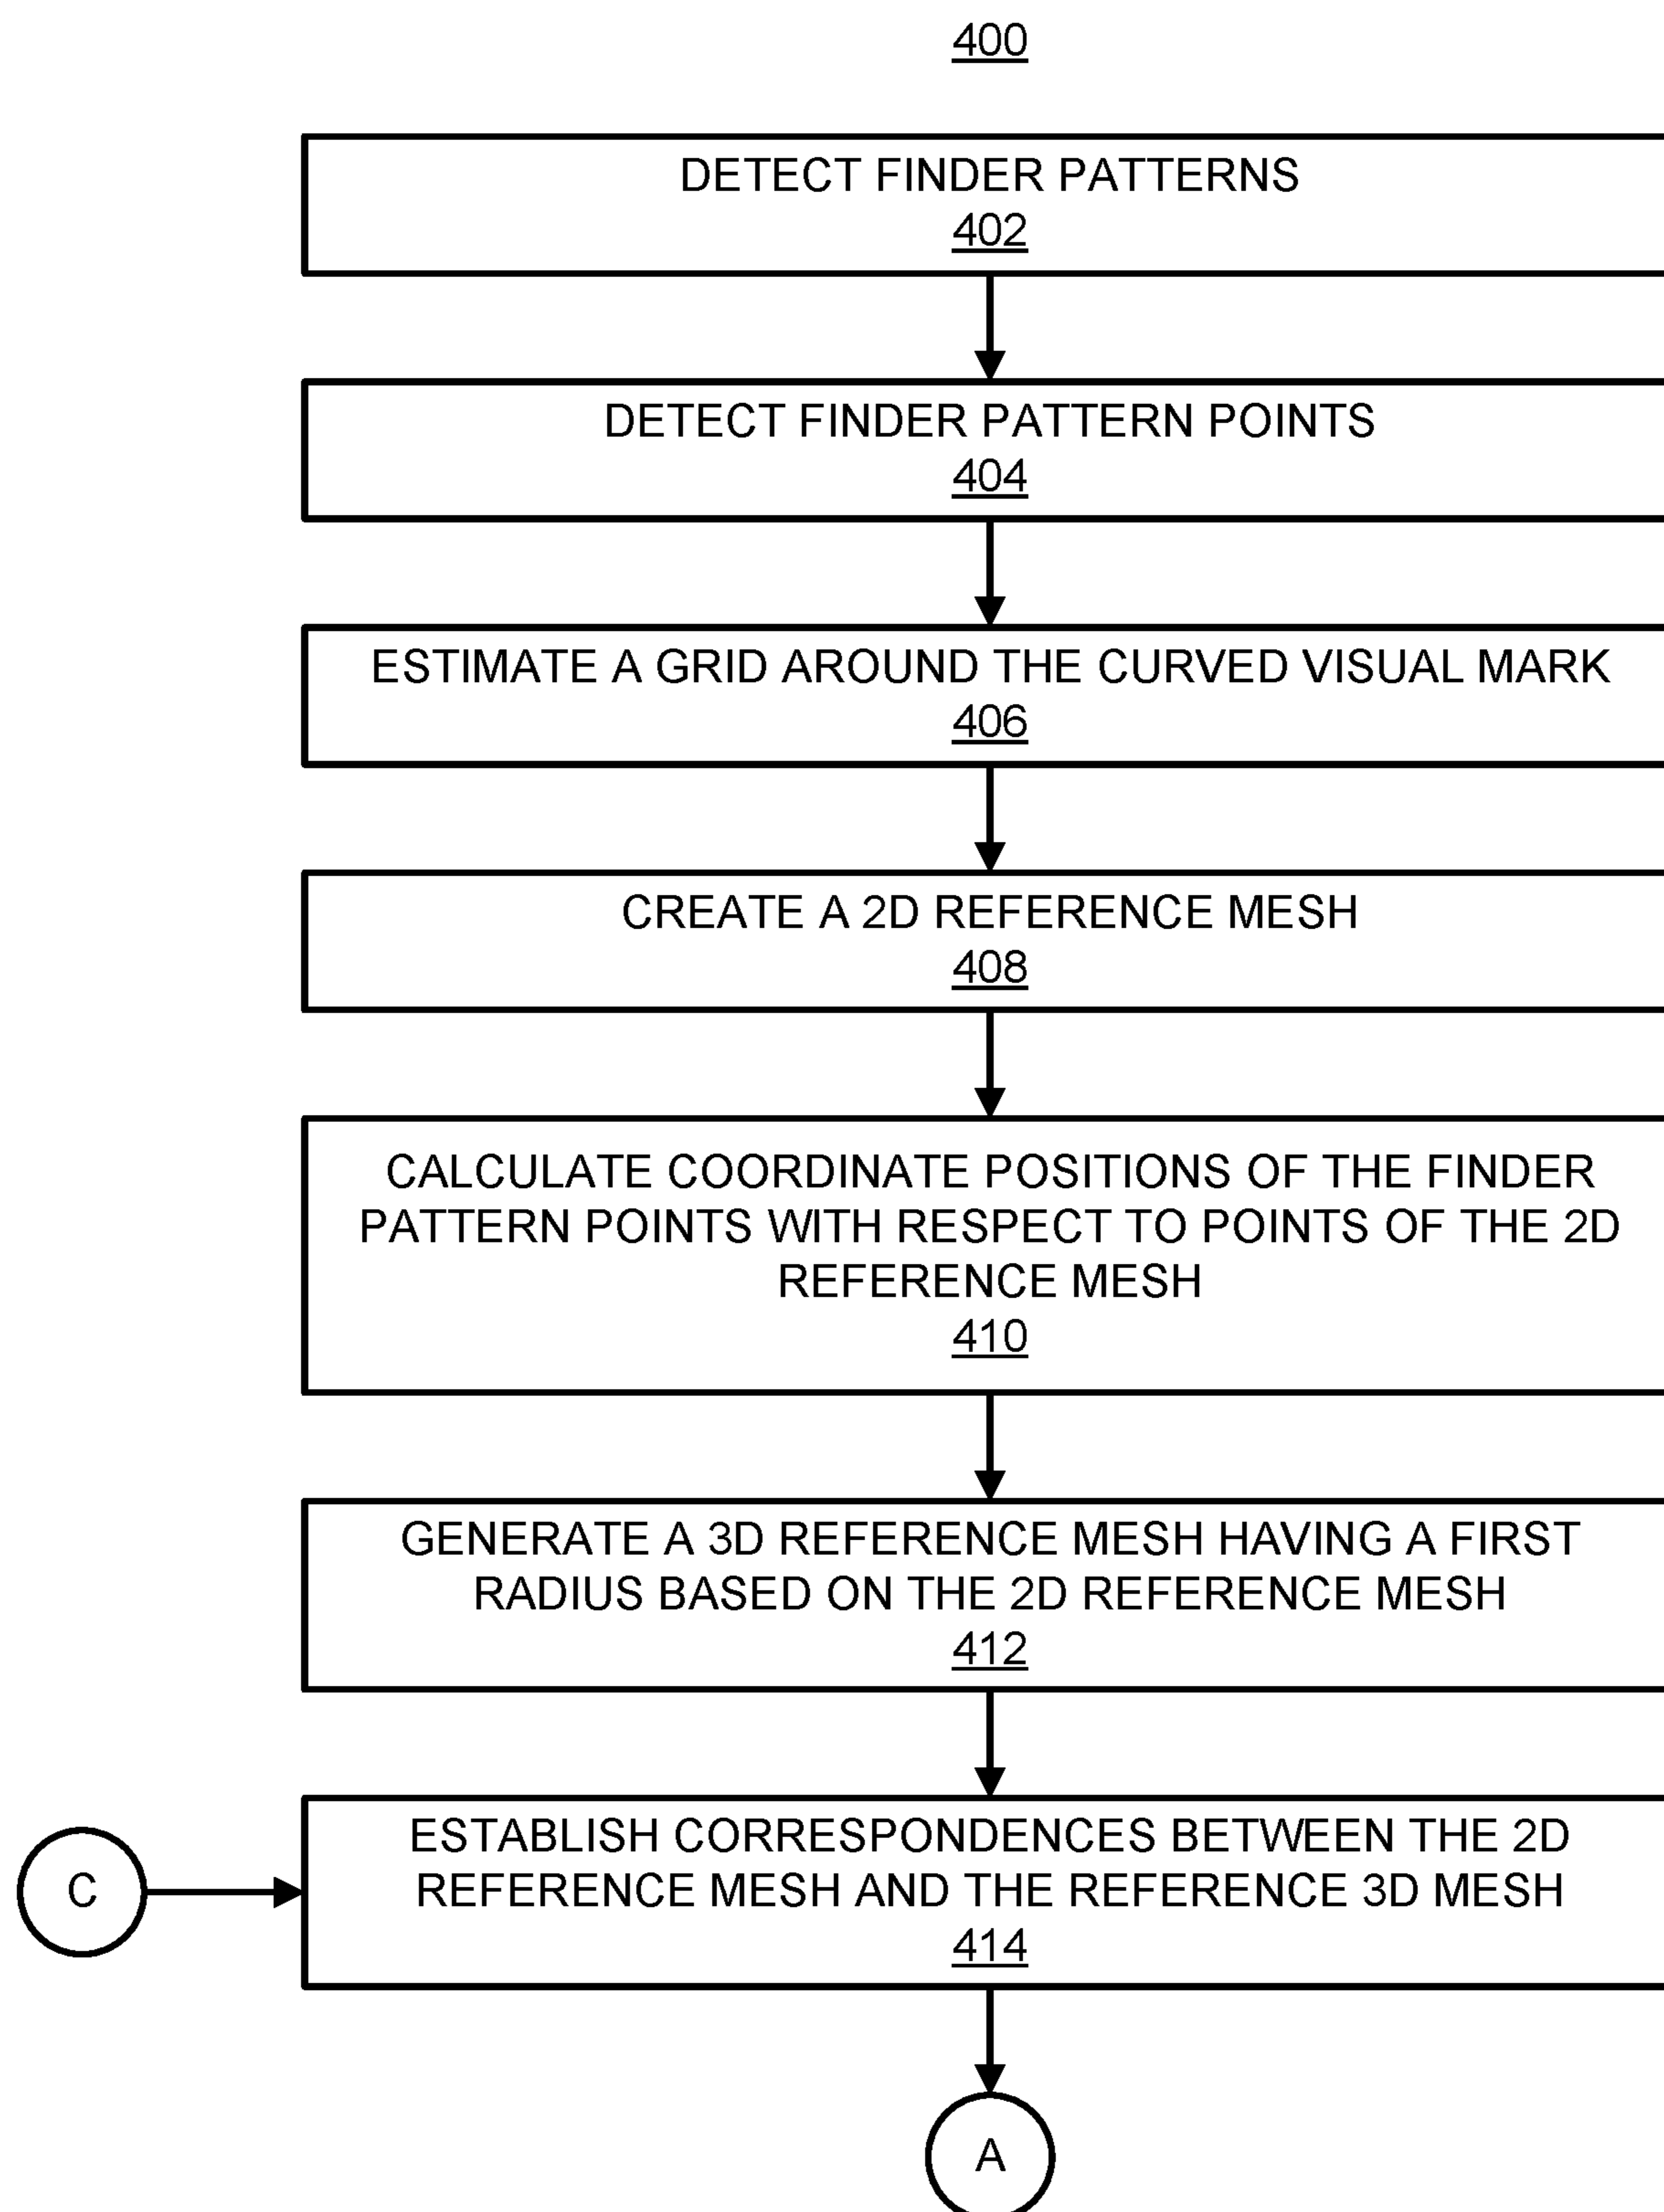 400
DETECT FINDER PATTERNS
402
DETECT FINDER PATTERN POINTS
404
ESTIMATE A GRID AROUND THE CURVED VISUAL MARK
406
CREATE A 2D REFERENCE MESH
408
CALCULATE COORDINATE POSITIONS OF THE FINDER
PATTERN POINTS WITH RESPECT TO POINTS OF THE 2D
REFERENCE MESH
410
GENERATE A 3D REFERENCE MESH HAVING A FIRST
RADIUS BASED ON THE 2D REFERENCE MESH
412
ESTABLISH CORRESPONDENCES BETWEEN THE 2D
REFERENCE MESH AND THE REFERENCE 3D MESH
414
C
A